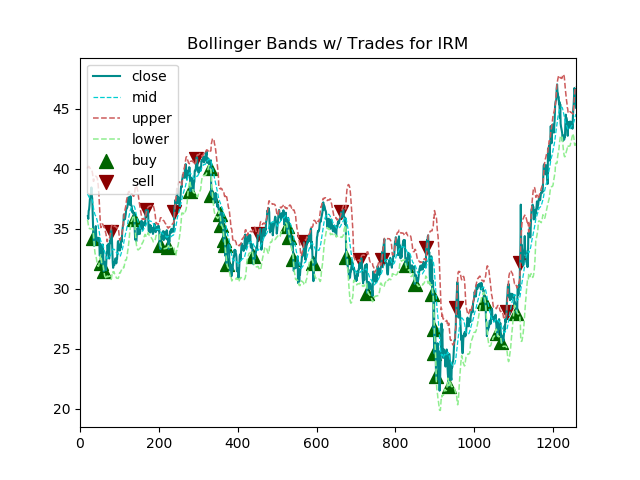 Bollinger Bands w/ Trades for IRM
close
mid
upper
lower
buy
sell
45
40
35
30
25
20
0 200 400 600 800 1000 1200